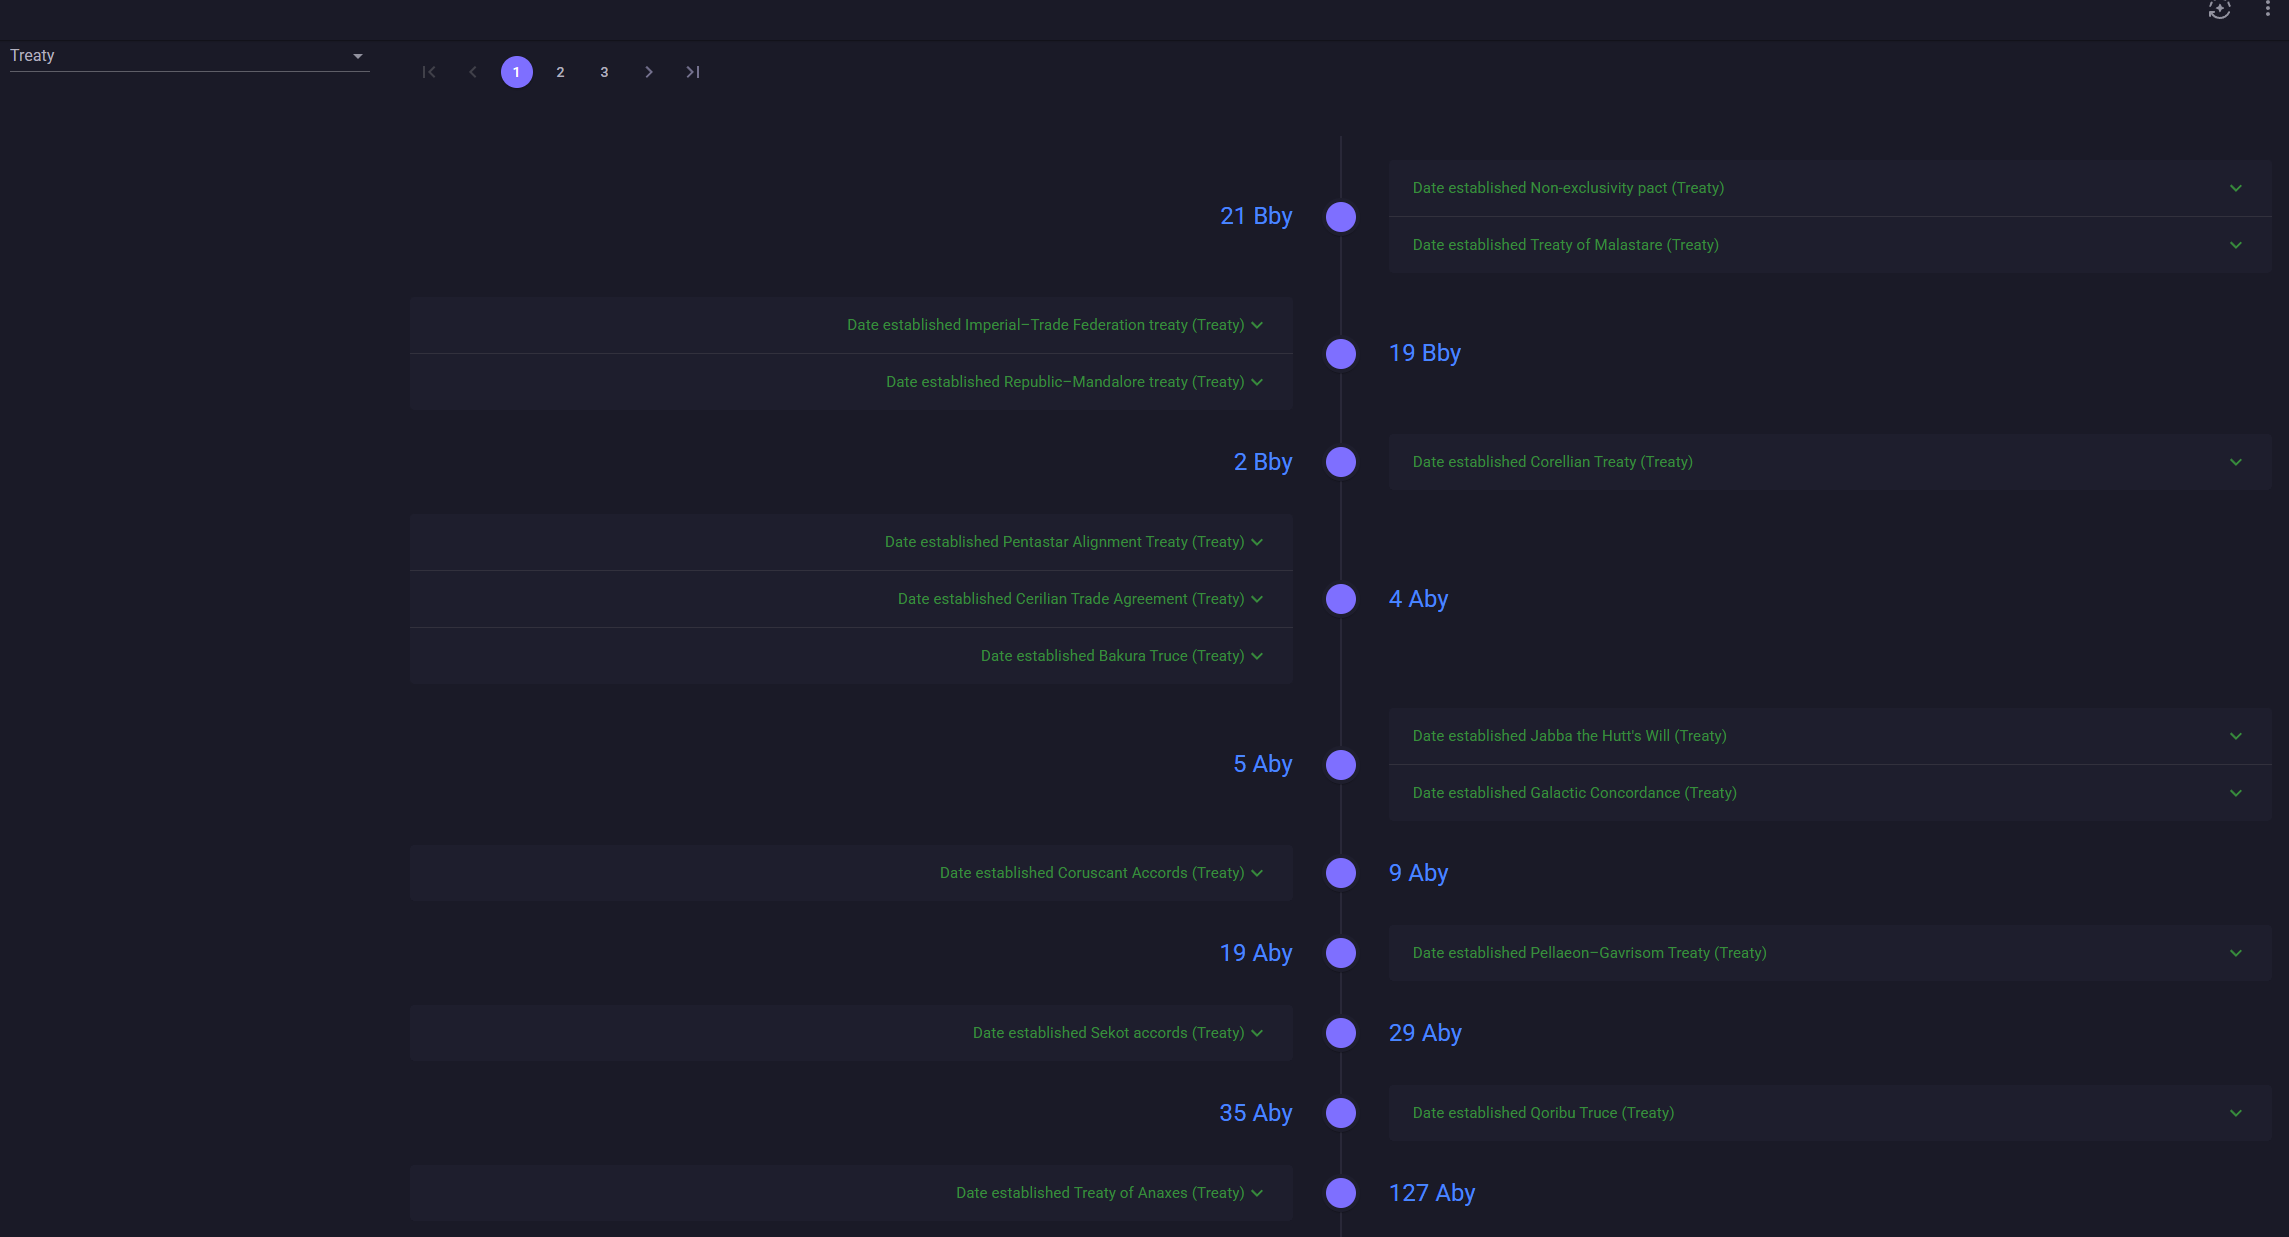 Treaty
1 2 3
21 Bby
Date established Non-exclusivity pact (Treaty)
Date established Treaty of Malastare (Treaty)
Date established Imperial–Trade Federation treaty (Treaty)
Date established Republic–Mandalore treaty (Treaty)
19 Bby
2 Bby
Date established Corellian Treaty (Treaty)
Date established Pentastar Alignment Treaty (Treaty)
Date established Cerilian Trade Agreement (Treaty)
Date established Bakura Truce (Treaty)
4 Aby
5 Aby
Date established Jabba the Hutt's Will (Treaty)
Date established Galactic Concordance (Treaty)
Date established Coruscant Accords (Treaty)
9 Aby
19 Aby
Date established Pellaeon–Gavrisom Treaty (Treaty)
Date established Sekot accords (Treaty)
29 Aby
35 Aby
Date established Qoribu Truce (Treaty)
Date established Treaty of Anaxes (Treaty)
127 Aby